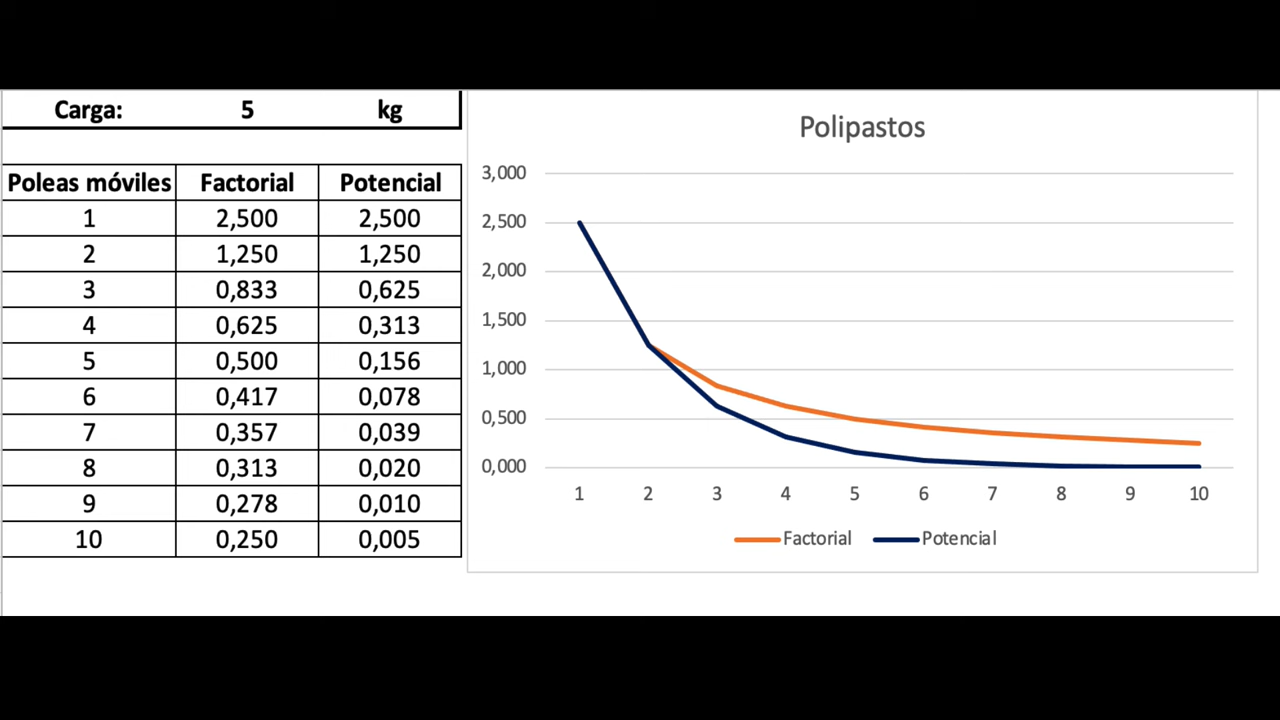 Carga: 5 kg
Poleas móviles Factorial Potencial
1 2,500 2,500
2 1,250 1,250
3 0,833 0,625
4 0,625 0,313
5 0,500 0,156
6 0,417 0,078
7 0,357 0,039
8 0,313 0,020
9 0,278 0,010
10 0,250 0,005
Polipastos
3,000
2,500
2,000
1,500
1,000
0,500
0,000
1 2 3 4 5 6 7 8 9 10
Factorial Potencial